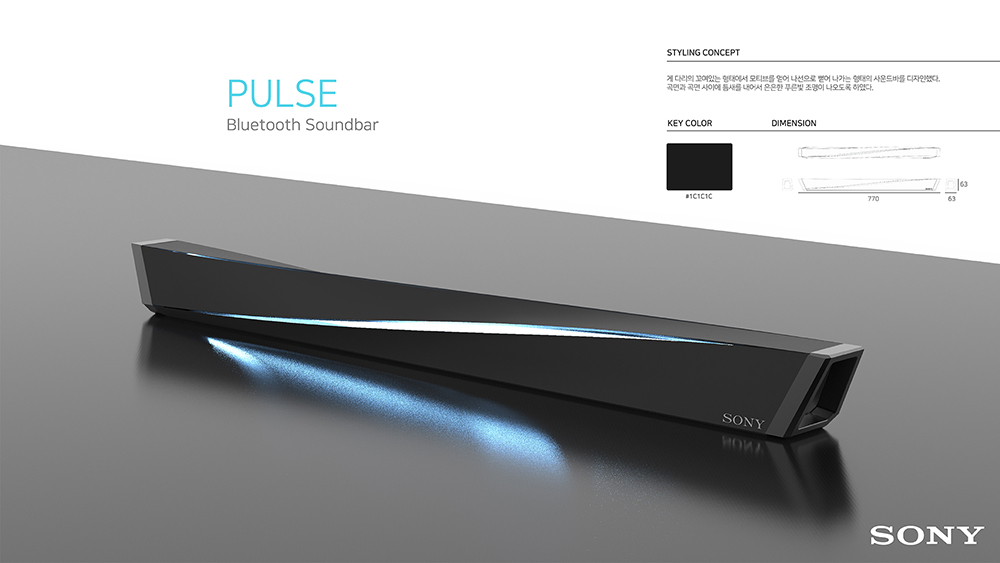 PULSE
Bluetooth Soundbar
STYLING CONCEPT
게 다리의 꼬여있는 형태에서 모티브를 얻어 나선으로 뻗어 나가는 형태의 사운드바를 디자인했다.
곡면과 곡면 사이에 틈새를 내어서 은은한 푸른빛 조명이 나오도록 하였다.
KEY COLOR
DIMENSION
#1C1C1C
63
770
63
SONY
SONY